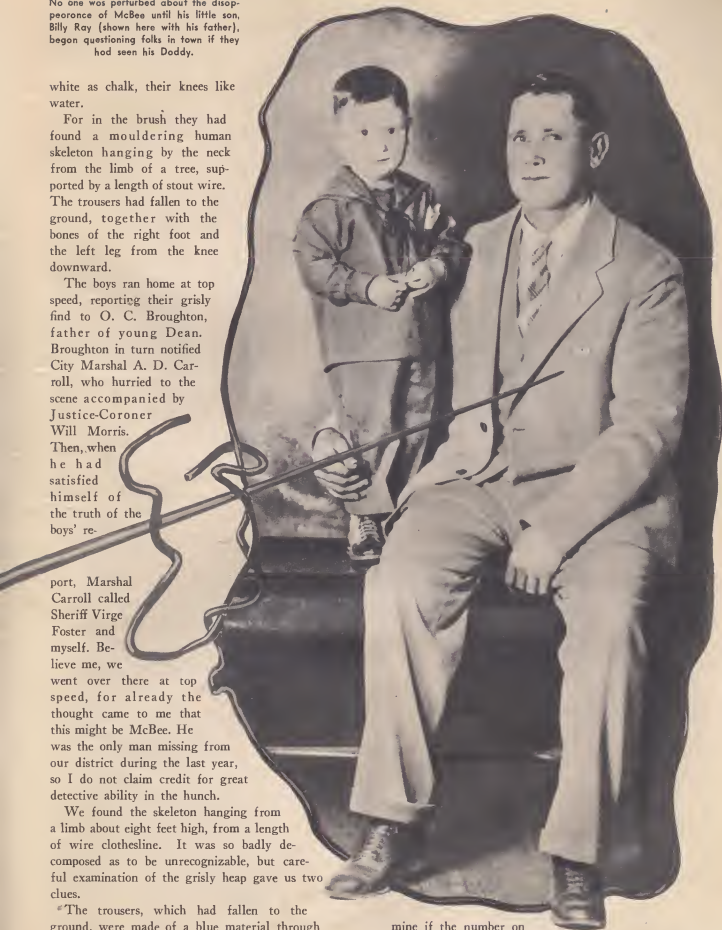 No one was perturbed about the disap-
pearance of McBee until his little son,
Billy Ray (shown here with his father),
began questioning folks in town if they
had seen his Daddy.
white as chalk, their knees like
water.
For in the brush they had
found a mouldering human
skeleton hanging by the neck
from the limb of a tree, sup-
ported by a length of stout wire.
The trousers had fallen to the
ground, together with the
bones of the right foot and
the left leg from the knee
downward.
The boys ran home at top
speed, reporting their grisly
find to O. C. Broughton,
father of young Dean.
Broughton in turn notified
City Marshal A. D. Car-
roll, who hurried to the
scene accompanied by
Justice-Coroner
Will Morris.
Then, when
he had
satisfied
himself of
the truth of the
boys' re-
port, Marshal
Carroll called
Sheriff Virge
Foster and
myself. Be-
lieve me, we
went over there at top
speed, for already the
thought came to me that
this might be McBee. He
was the only man missing from
our district during the last year,
so I do not claim credit for great
detective ability in the hunch.
We found the skeleton hanging from
a limb about eight feet high, from a length
of wire clothesline. It was so badly de-
composed as to be unrecognizable, but care-
ful examination of the grisly heap gave us two
clues.
The trousers, which had fallen to the
ground, were made of a blue material through
mine if the number on